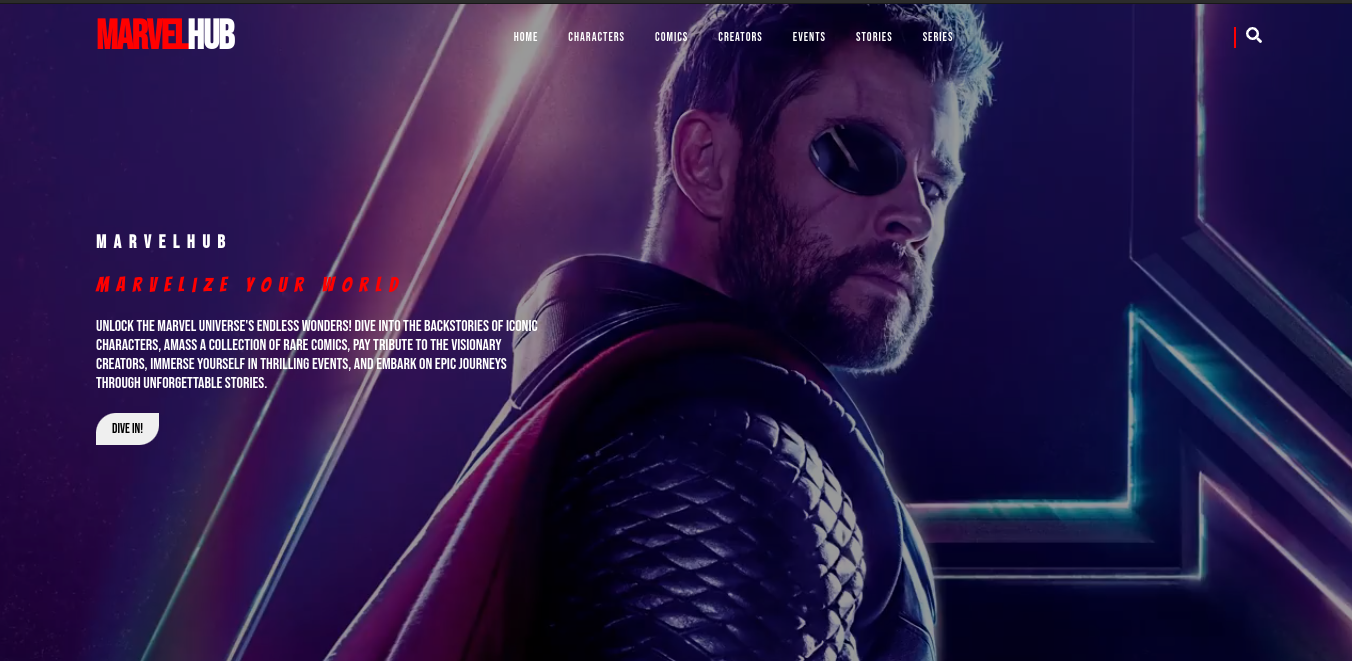 MARVELHUB
HOME CHARACTERS COMICS CREATORS EVENTS STORIES SERIES
MARVELHUB
MARVELIZE YOUR WORLD
UNLOCK THE MARVEL UNIVERSE'S ENDLESS WONDERS! DIVE INTO THE BACKSTORIES OF ICONIC
CHARACTERS, AMASS A COLLECTION OF RARE COMICS, PAY TRIBUTE TO THE VISIONARY
CREATORS, IMMERSE YOURSELF IN THRILLING EVENTS, AND EMBARK ON EPIC JOURNEYS
THROUGH UNFORGETTABLE STORIES.
DIVE IN!